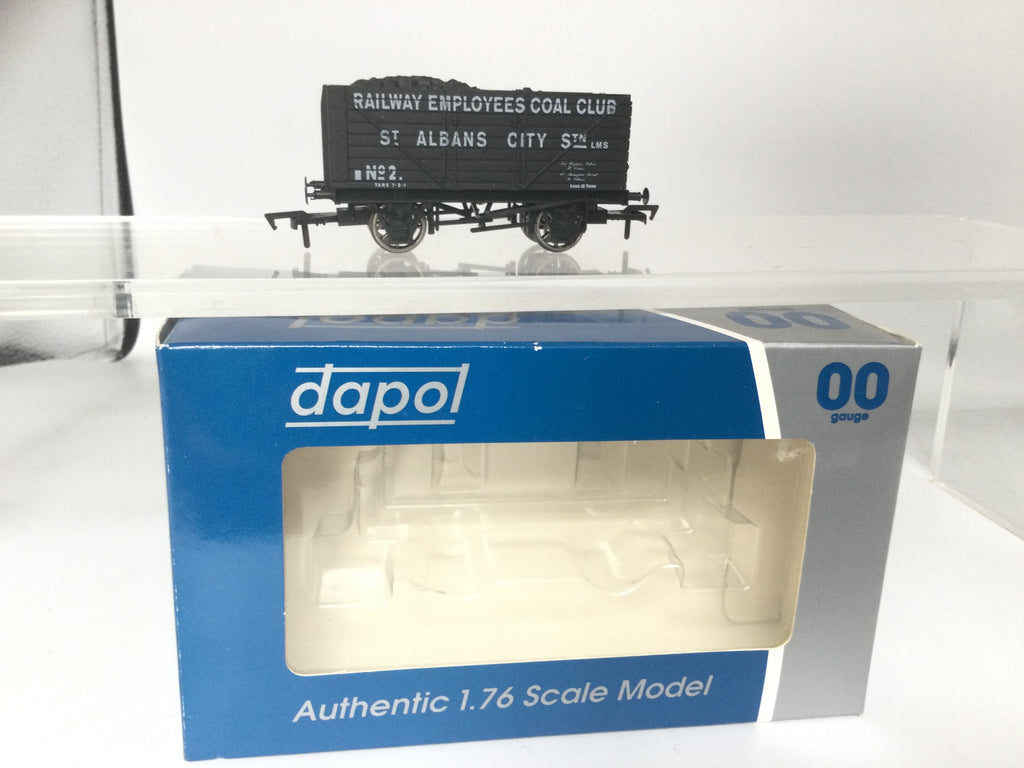 RAILWAY EMPLOYEES COAL CLUB
ST ALBANS CITY STN LMS
No 2.
TARE 7-2-1
dapol
00
gauge
Authentic 1.76 Scale Model